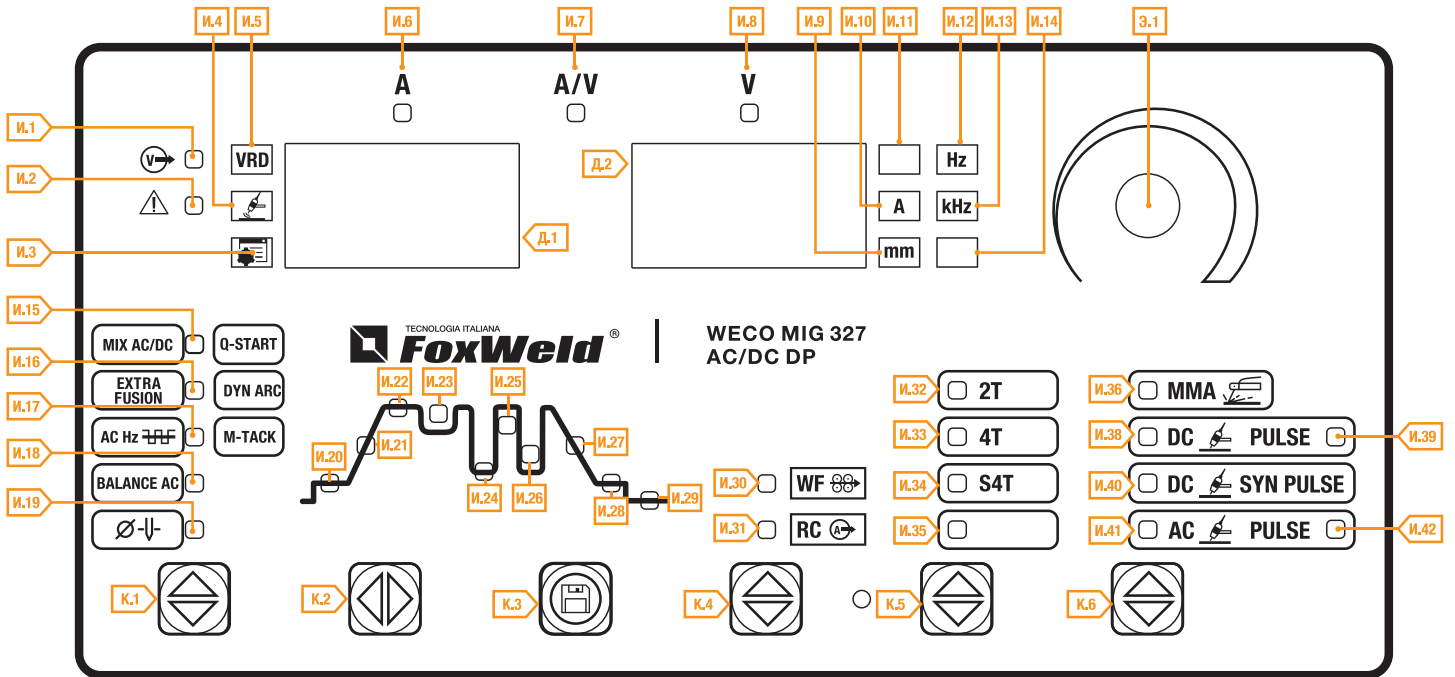 И.4
И.5
И.6
И.7
И.8
И.9
И.10
И.11
И.12
И.13
И.14
Э.1
A
A/V
V
И.1
V
VRD
Д.2
Hz
И.2
A
kHz
И.3
Д.1
mm
И.15
MIX AC/DC
Q-START
TECNOLOGIA ITALIANA
FoxWeld ®
WECO MIG 327
AC/DC DP
И.16
EXTRA
FUSION
DYN ARC
И.22
И.23
И.25
И.32
2T
И.36
MMA
И.17
AC Hz
M-TACK
И.21
И.27
И.33
4T
И.38
DC
PULSE
И.39
И.18
BALANCE AC
И.20
И.24
И.26
И.28
И.29
И.30
WF
И.34
S4T
И.40
DC
SYN PULSE
И.19
И.31
RC
A
И.35
И.41
AC
PULSE
И.42
К.1
К.2
К.3
К.4
К.5
К.6